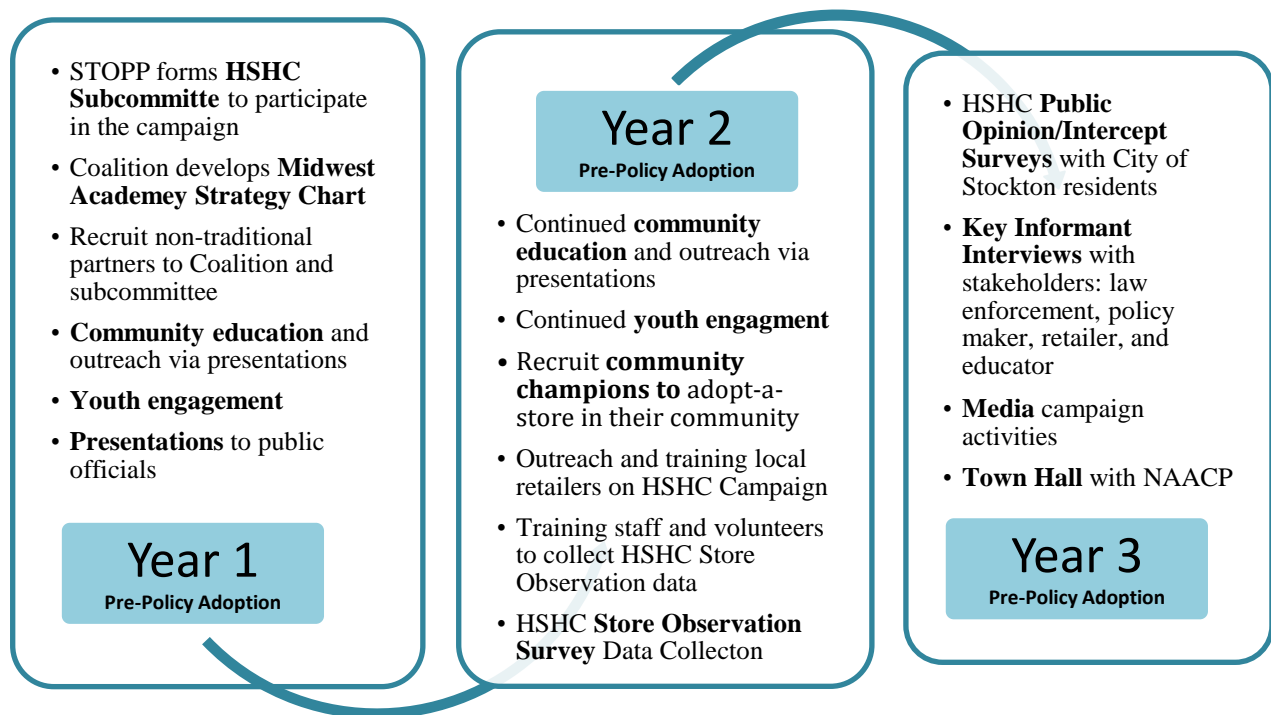 • STOPP forms HSHC
Subcommitte to participate
in the campaign
• Coalition develops Midwest
Academey Strategy Chart
• Recruit non-traditional
partners to Coalition and
subcommittee
• Community education and
outreach via presentations
• Youth engagement
• Presentations to public
officials
Year 1
Pre-Policy Adoption
Year 2
Pre-Policy Adoption
• Continued community
education and outreach via
presentations
• Continued youth engagment
• Recruit community
champions to adopt-a-
store in their community
• Outreach and training local
retailers on HSHC Campaign
• Training staff and volunteers
to collect HSHC Store
Observation data
• HSHC Store Observation
Survey Data Collecton
• HSHC Public
Opinion/Intercept
Surveys with City of
Stockton residents
• Key Informant
Interviews with
stakeholders: law
enforcement, policy
maker, retailer, and
educator
• Media campaign
activities
• Town Hall with NAACP
Year 3
Pre-Policy Adoption